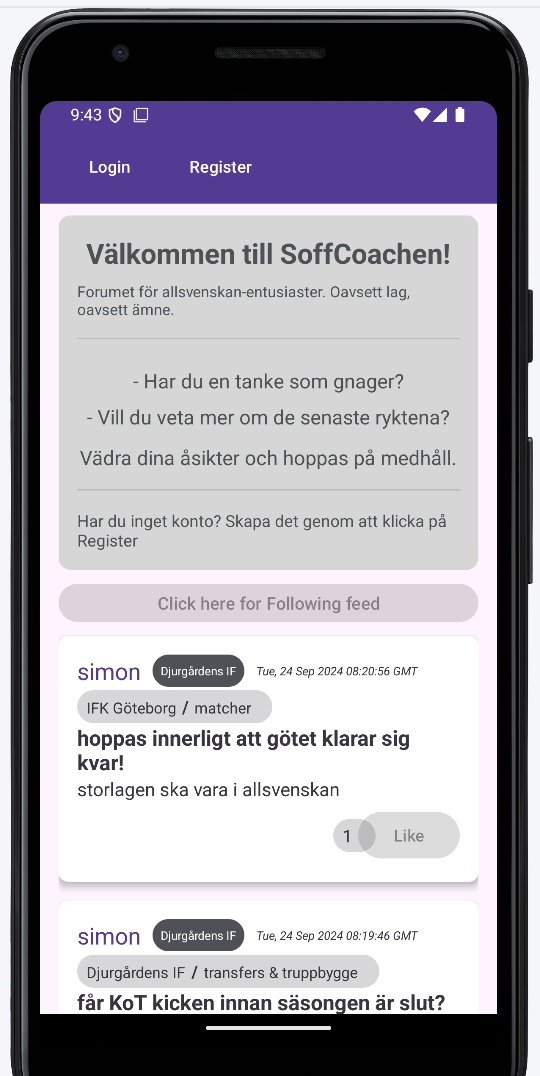 9:43
Login Register
Välkommen till SoffCoachen!
Forumet för allsvenskan-entusiaster. Oavsett lag,
oavsett ämne.
- Har du en tanke som gnager?
- Vill du veta mer om de senaste ryktena?
Vädra dina åsikter och hoppas på medhåll.
Har du inget konto? Skapa det genom att klicka på
Register
Click here for Following feed
simon Djurgårdens IF Tue, 24 Sep 2024 08:20:56 GMT
IFK Göteborg / matcher
hoppas innerligt att götet klarar sig
kvar!
storlagen ska vara i allsvenskan
1 Like
simon Djurgårdens IF Tue, 24 Sep 2024 08:19:46 GMT
Djurgårdens IF / transfers & truppbygge
får KoT kicken innan säsongen är slut?